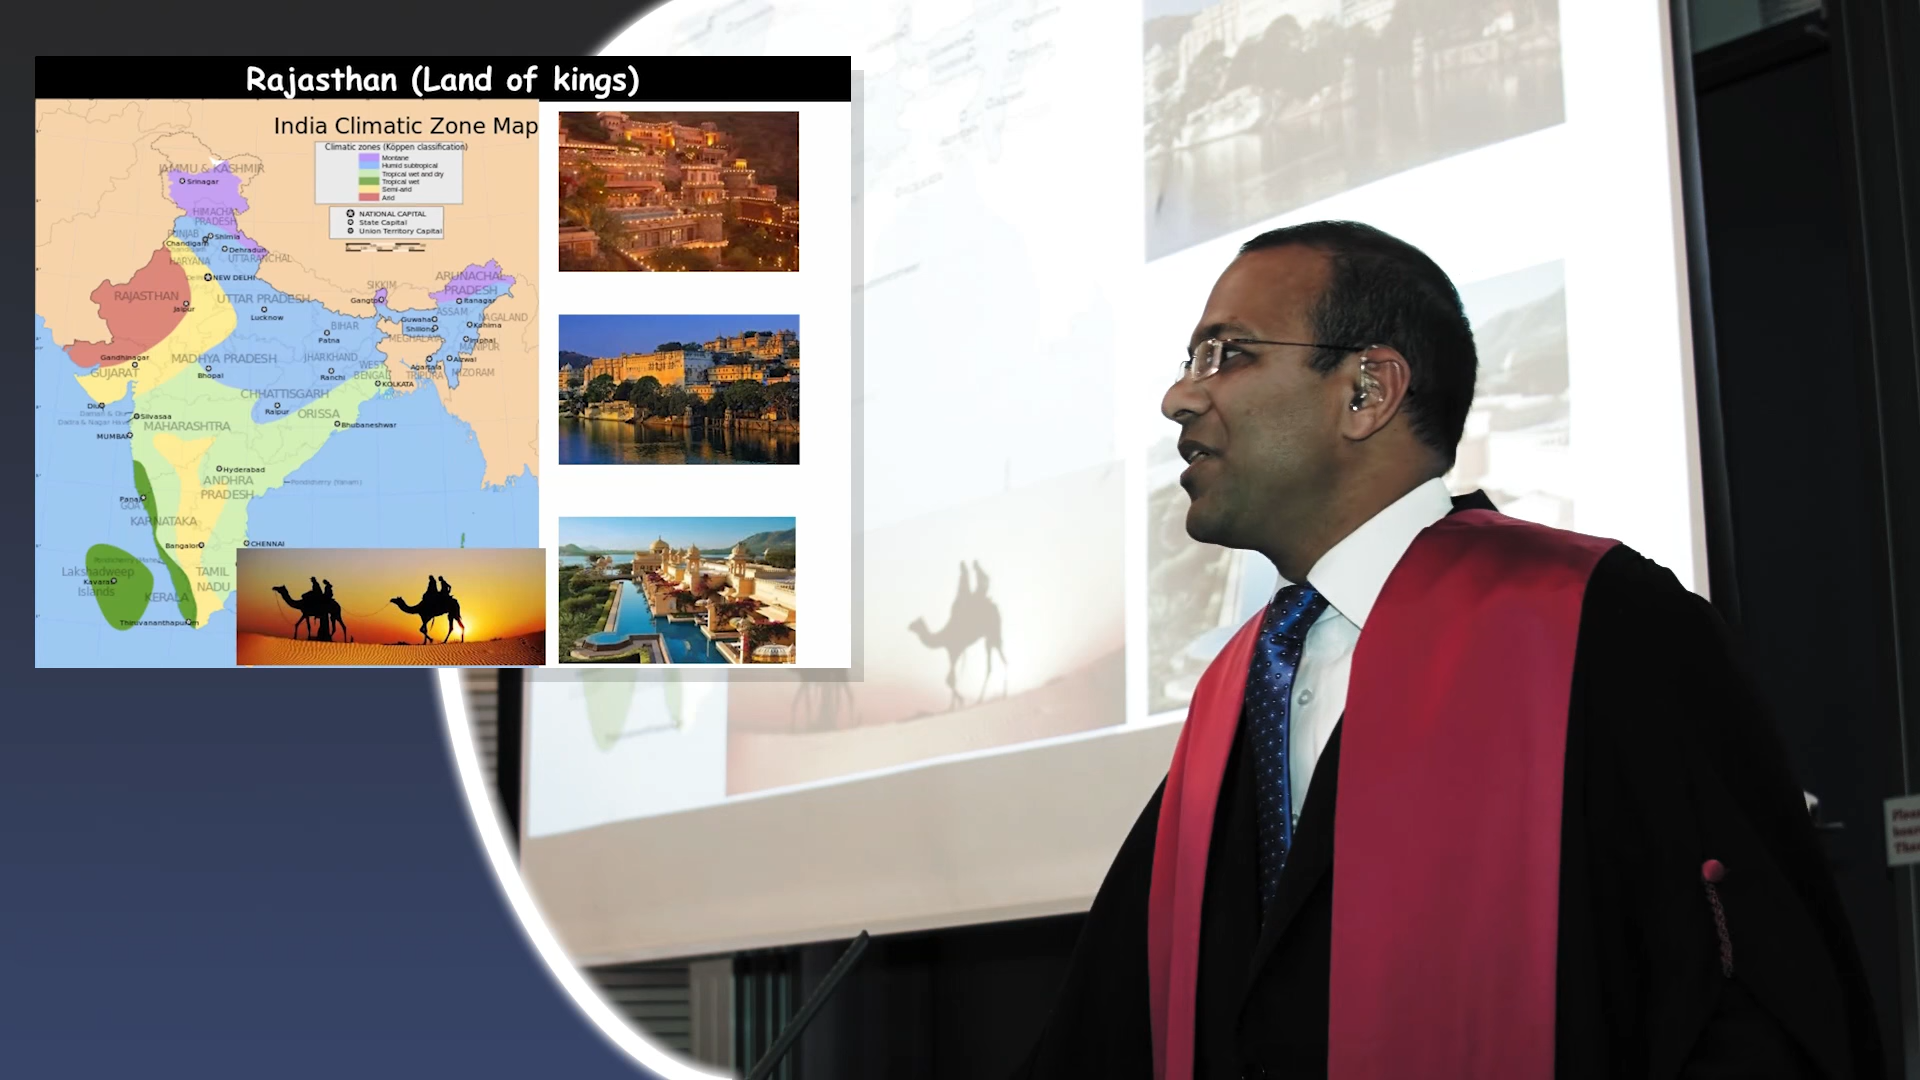 Rajasthan (Land of kings)
India Climatic Zone Map
Climatic zones (Köppen classification)
Montane
Humid subtropical
Tropical wet and dry
Tropical wet
Semi-arid
Arid
NATIONAL CAPITAL
State Capital
Union Territory Capital
JAMMU & KASHMIR
Srinagar
HIMACHAL
PRADESH
PUNJAB
Shimla
Chandigarh
Dehradun
UTTARANCHAL
HARYANA
NEW DELHI
ARUNACHAL
PRADESH
SIKKIM
RAJASTHAN
Jaipur
UTTAR PRADESH
Lucknow
Gangtok
Itanagar
ASSAM
NAGALAND
Guwahati
Kohima
Shillong
BIHAR
Patna
MEGHALAYA
Imphal
MANIPUR
Gandhinagar
GUJARAT
MADHYA PRADESH
Bhopal
JHARKHAND
Ranchi
WEST
BENGAL
KOLKATA
Agartala
TRIPURA
Aizwal
MIZORAM
CHHATTISGARH
Raipur
ORISSA
Bhubaneshwar
Diu
Silvasaa
MUMBAI
MAHARASHTRA
Hyderabad
ANDHRA
PRADESH
Panaji
GOA
KARNATAKA
Bangalore
CHENNAI
Lakshadweep
Kavarati
Islands
TAMIL
NADU
KERALA
Thiruvananthapuram